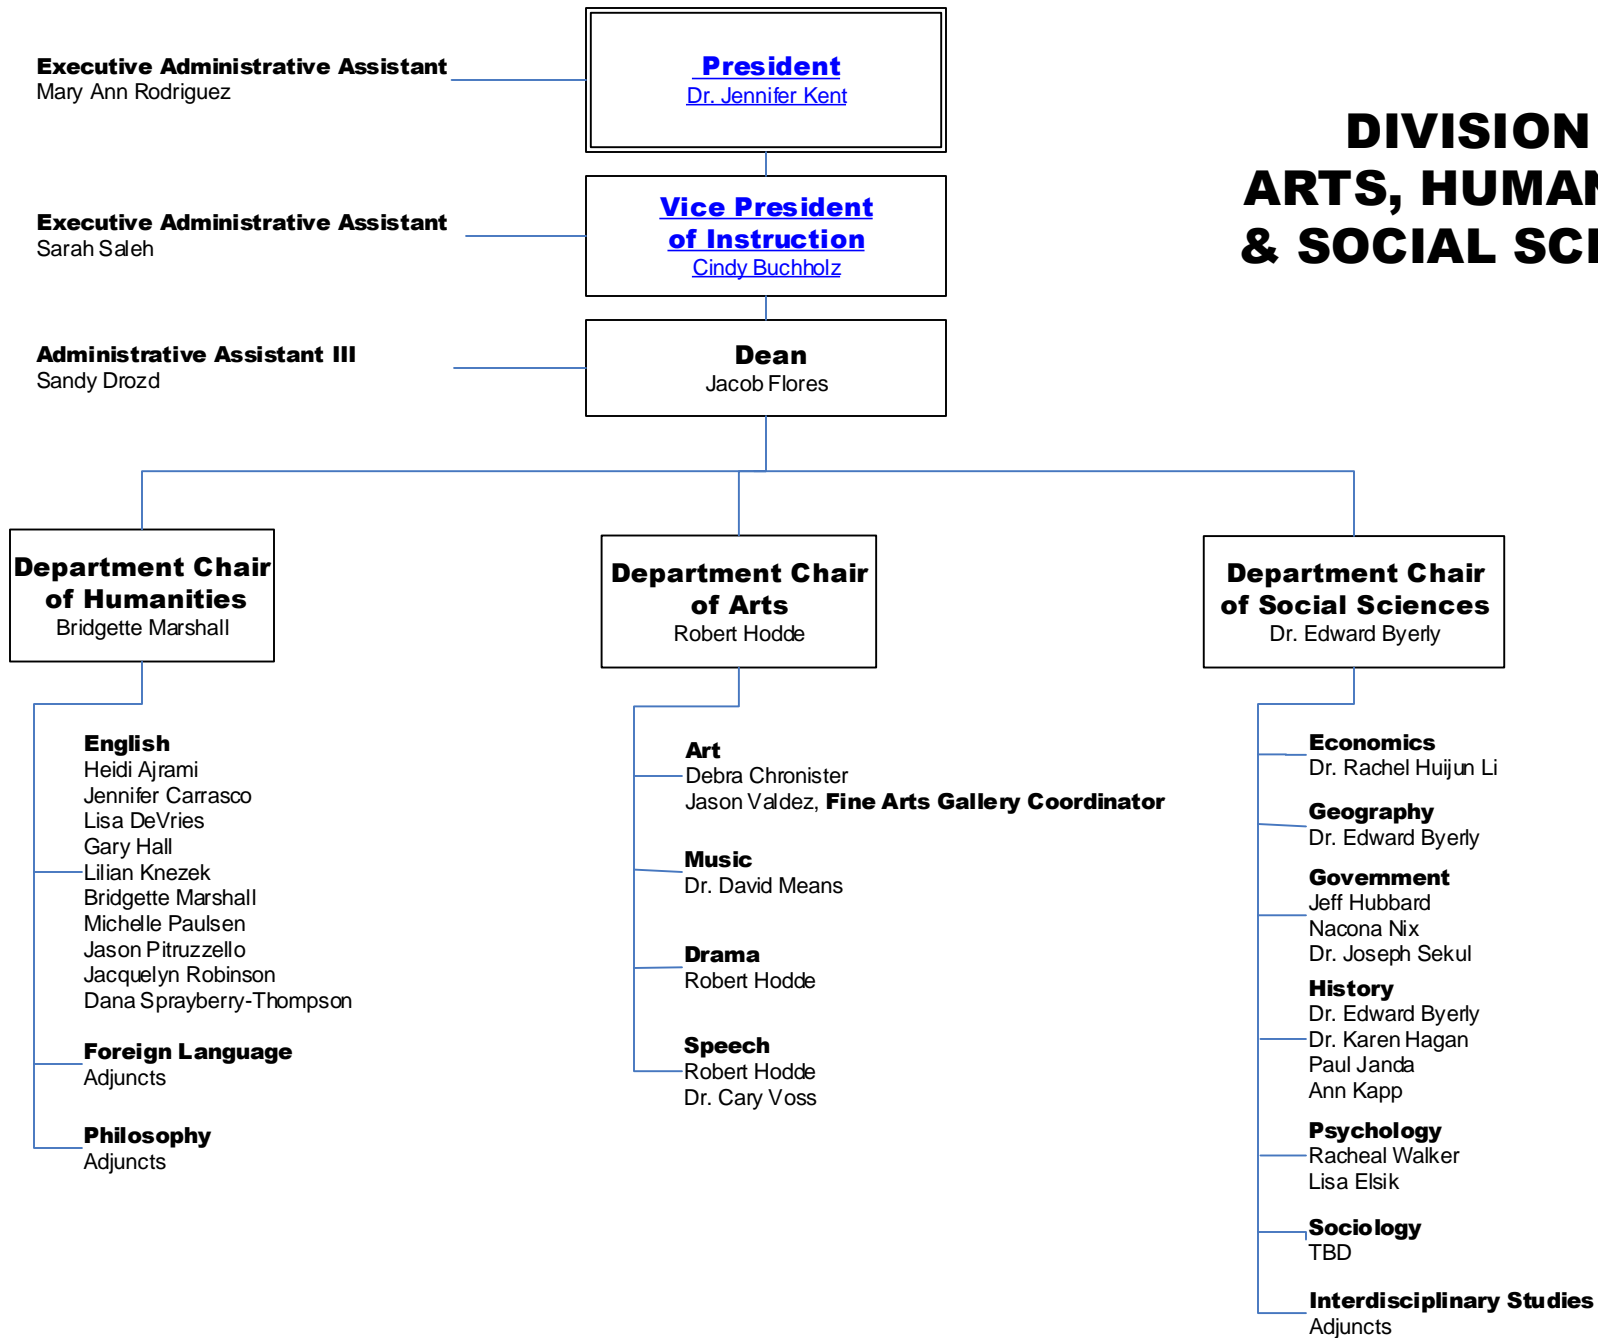 Executive Administrative Assistant
Mary Ann Rodriguez
President
Dr. Jennifer Kent
DIVISION
ARTS, HUMAN
& SOCIAL SCI
Executive Administrative Assistant
Sarah Saleh
Vice President
of Instruction
Cindy Buchholz
Administrative Assistant III
Sandy Drozd
Dean
Jacob Flores
Department Chair
of Humanities
Bridgette Marshall
English
Heidi Ajrami
Jennifer Carrasco
Lisa DeVries
Gary Hall
Lilian Knezek
Bridgette Marshall
Michelle Paulsen
Jason Pitruzzello
Jacquelyn Robinson
Dana Sprayberry-Thompson
Foreign Language
Adjuncts
Philosophy
Adjuncts
Department Chair
of Arts
Robert Hodde
Art
Debra Chronister
Jason Valdez, Fine Arts Gallery Coordinator
Music
Dr. David Means
Drama
Robert Hodde
Speech
Robert Hodde
Dr. Cary Voss
Department Chair
of Social Sciences
Dr. Edward Byerly
Economics
Dr. Rachel Huijun Li
Geography
Dr. Edward Byerly
Government
Jeff Hubbard
Nacona Nix
Dr. Joseph Sekul
History
Dr. Edward Byerly
Dr. Karen Hagan
Paul Janda
Ann Kapp
Psychology
Racheal Walker
Lisa Elsik
Sociology
TBD
Interdisciplinary Studies
Adjuncts